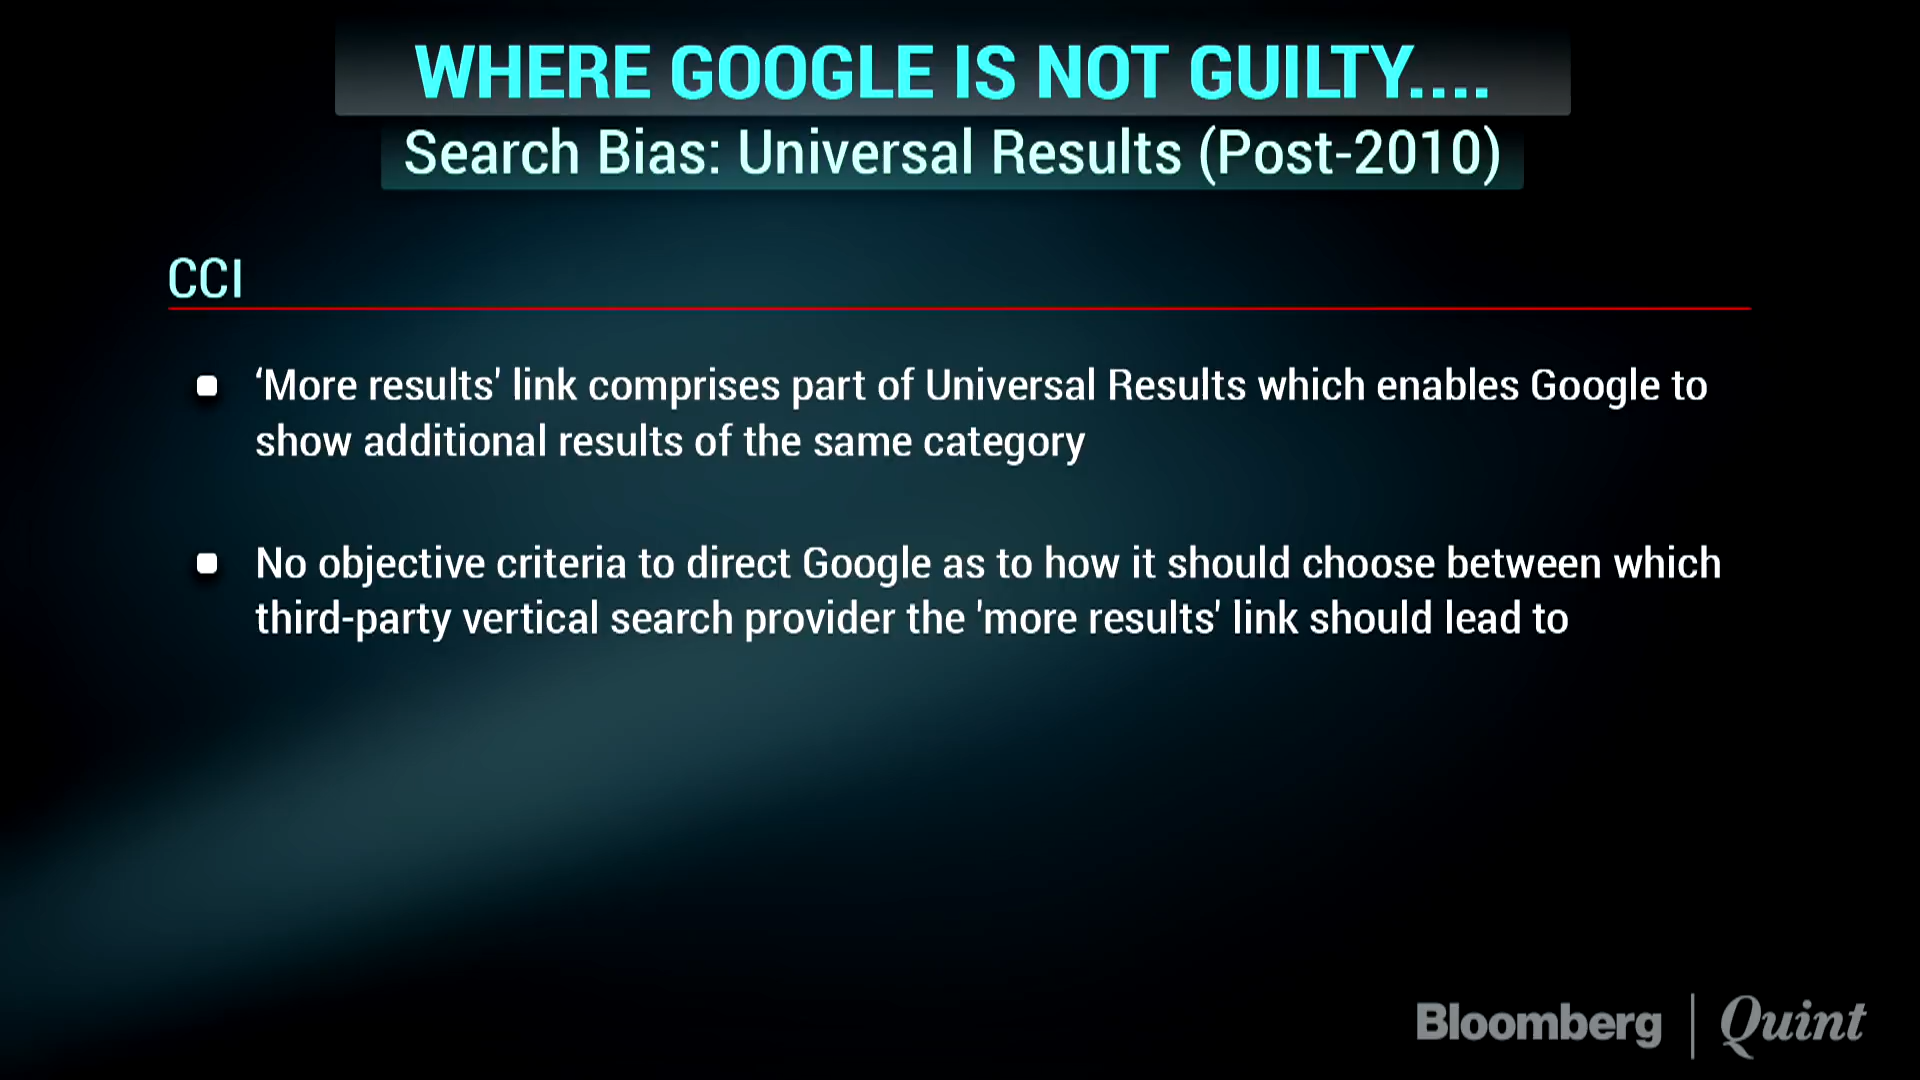 WHERE GOOGLE IS NOT GUILTY....
Search Bias: Universal Results (Post-2010)
CCI
‘More results’ link comprises part of Universal Results which enables Google to
show additional results of the same category
No objective criteria to direct Google as to how it should choose between which
third-party vertical search provider the 'more results' link should lead to
Bloomberg | Quint